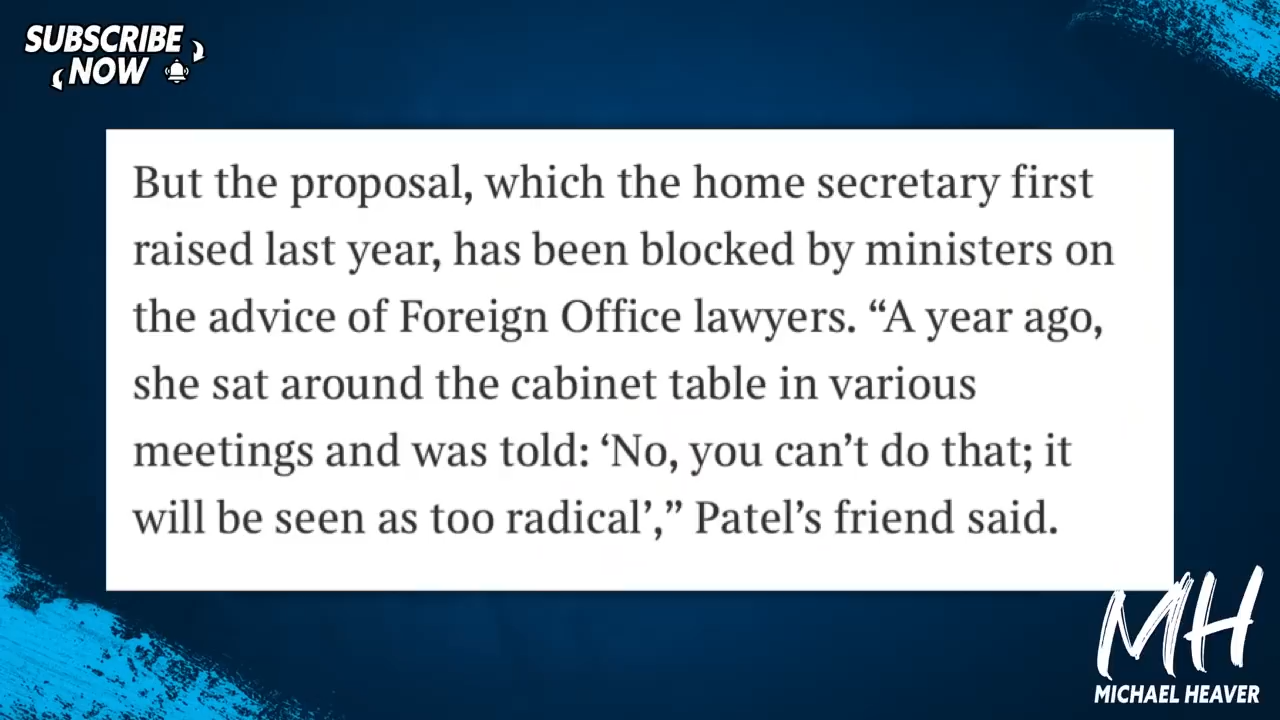 SUBSCRIBE
NOW
But the proposal, which the home secretary first
raised last year, has been blocked by ministers on
the advice of Foreign Office lawyers. “A year ago,
she sat around the cabinet table in various
meetings and was told: ‘No, you can’t do that; it
will be seen as too radical’,” Patel’s friend said.
MH
MICHAEL HEAVER